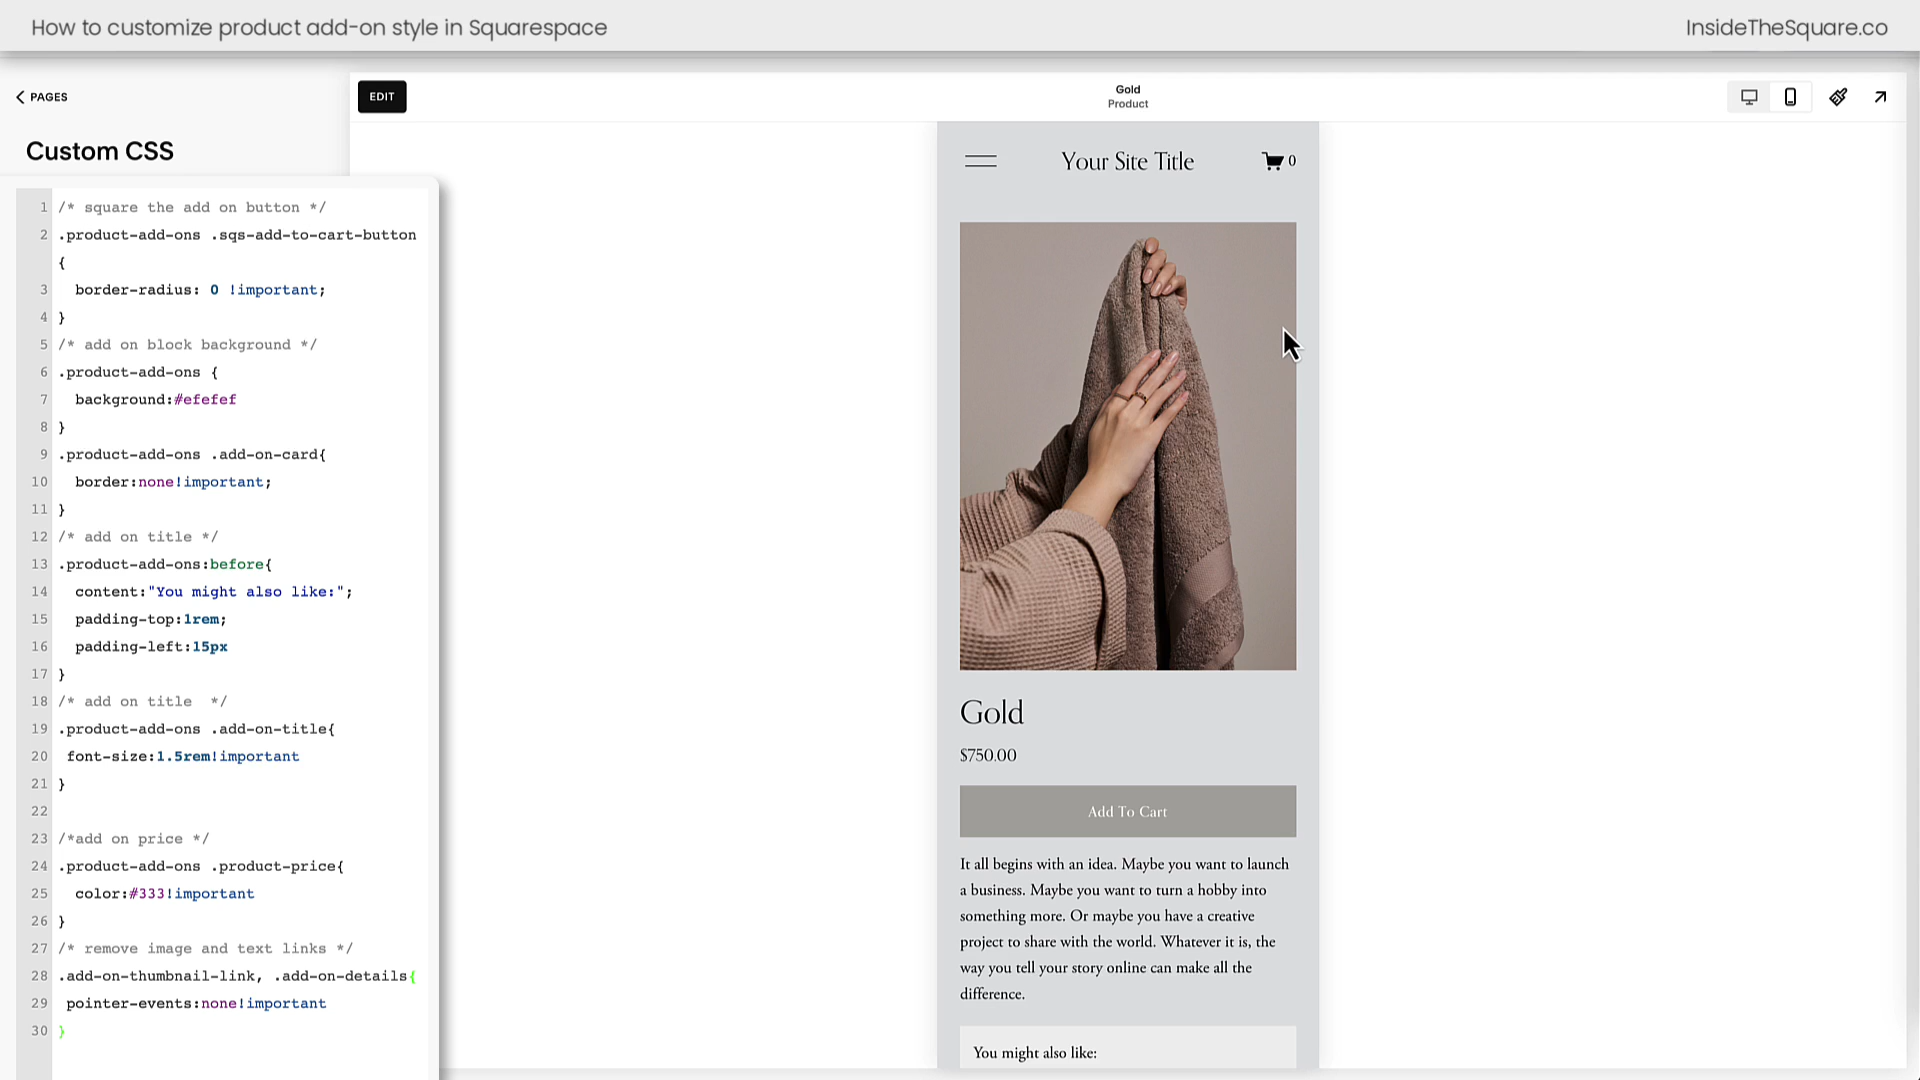 How to customize product add-on style in Squarespace
InsideTheSquare.co
PAGES
EDIT
Gold
Product
Custom CSS
1 /* square the add on button */
2 .product-add-ons .sqs-add-to-cart-button
{
3 border-radius: 0 !important;
4 }
5 /* add on block background */
6 .product-add-ons {
7 background:#efefef
8 }
9 .product-add-ons .add-on-card{
10 border:none!important;
11 }
12 /* add on title */
13 .product-add-ons:before{
14 content:"You might also like:";
15 padding-top:1rem;
16 padding-left:15px
17 }
18 /* add on title  */
19 .product-add-ons .add-on-title{
20 font-size:1.5rem!important
21 }
22
23 /*add on price */
24 .product-add-ons .product-price{
25 color:#333!important
26 }
27 /* remove image and text links */
28 .add-on-thumbnail-link, .add-on-details{
29 pointer-events:none!important
30 }
Your Site Title
0
Gold
$750.00
Add To Cart
It all begins with an idea. Maybe you want to launch
a business. Maybe you want to turn a hobby into
something more. Or maybe you have a creative
project to share with the world. Whatever it is, the
way you tell your story online can make all the
difference.
You might also like: